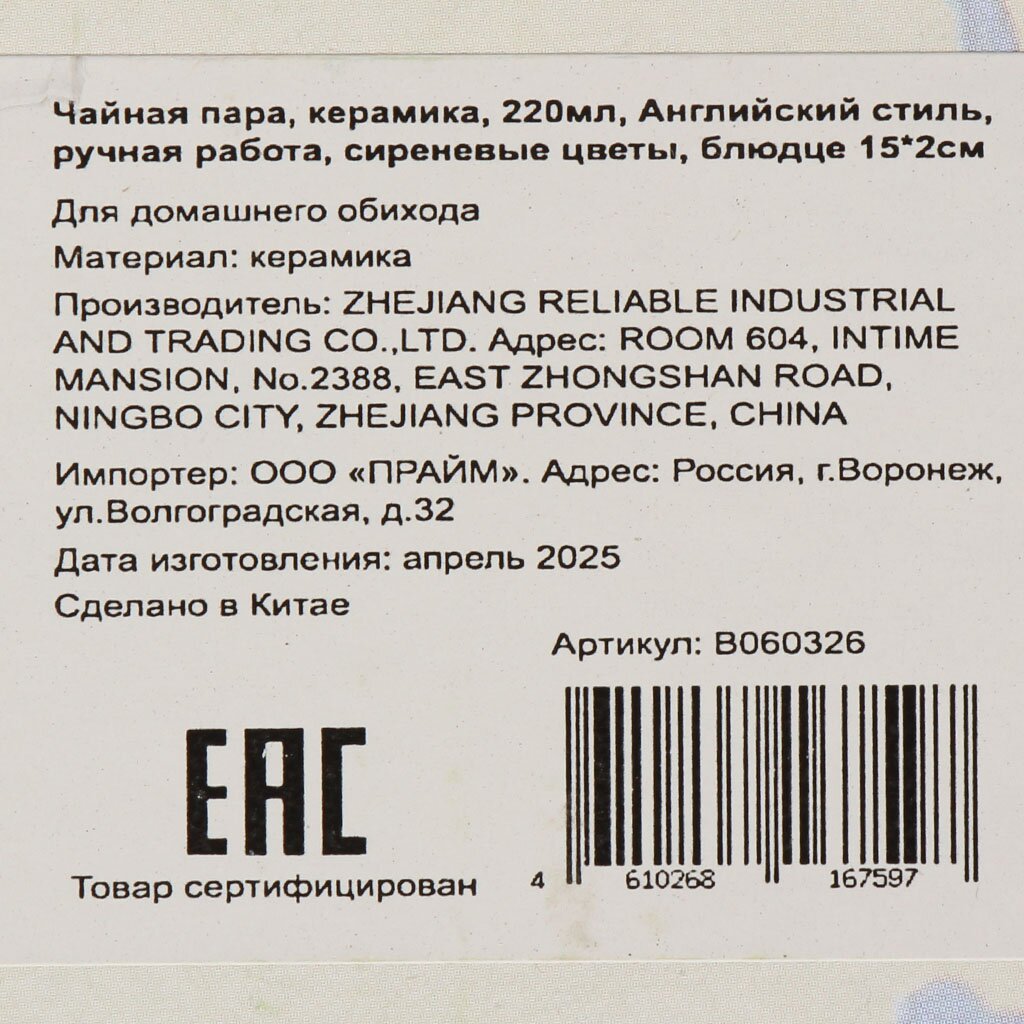 Чайная пара, керамика, 220мл, Английский стиль,
ручная работа, сиреневые цветы, блюдце 15*2см
Для домашнего обихода
Материал: керамика
Производитель: ZHEJIANG RELIABLE INDUSTRIAL
AND TRADING CO.,LTD. Адрес: ROOM 604, INTIME
MANSION, No.2388, EAST ZHONGSHAN ROAD,
NINGBO CITY, ZHEJIANG PROVINCE, CHINA
Импортер: ООО «ПРАЙМ». Адрес: Россия, г.Воронеж,
ул.Волгоградская, д.32
Дата изготовления: апрель 2025
Сделано в Китае
Артикул: B060326
EAC
Товар сертифицирован
4 610268 167597